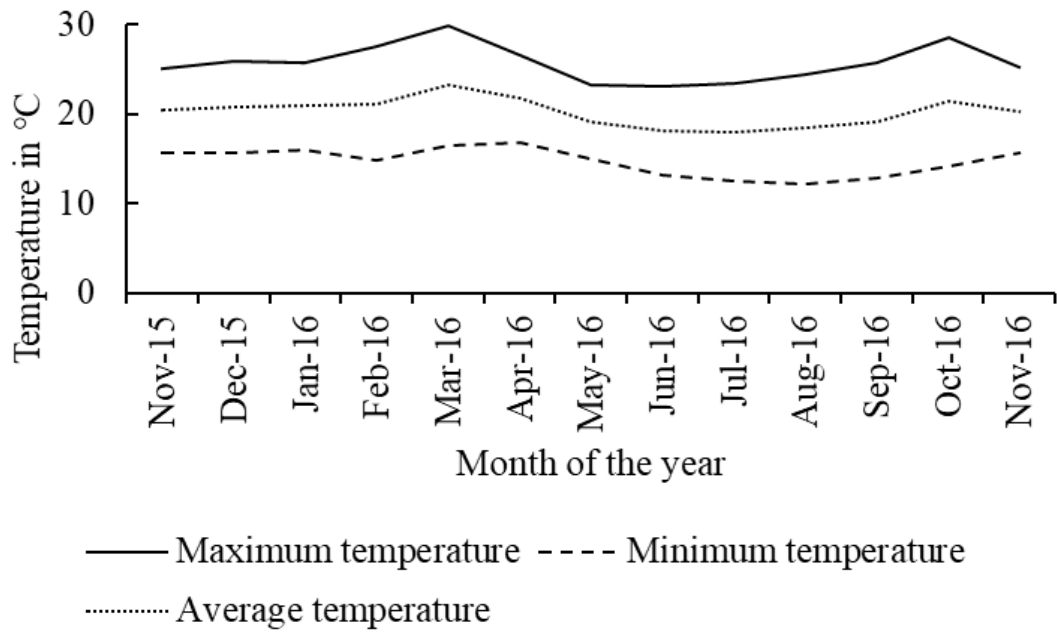 Temperature in °C
30
20
10
0
Nov-15
Dec-15
Jan-16
Feb-16
Mar-16
Apr-16
May-16
Jun-16
Jul-16
Aug-16
Sep-16
Oct-16
Nov-16
Month of the year
Maximum temperature
Minimum temperature
Average temperature